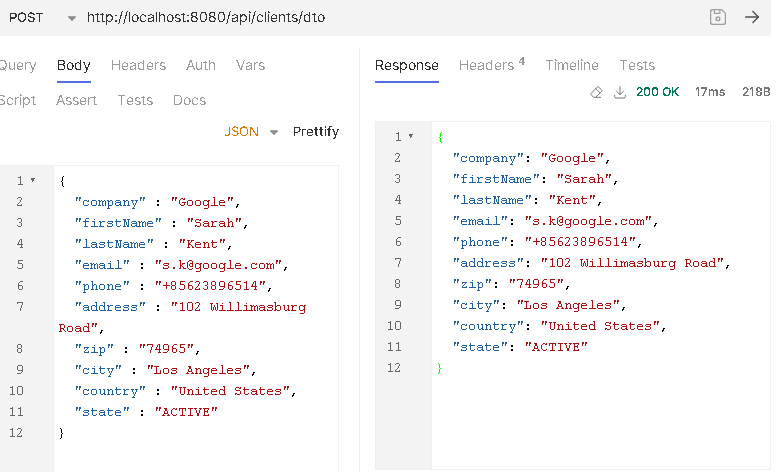 POST http://localhost:8080/api/clients/dto
Query Body Headers Auth Vars
Script Assert Tests Docs
JSON Prettify
1 {
2 "company" : "Google",
3 "firstName" : "Sarah",
4 "lastName" : "Kent",
5 "email" : "s.k@google.com",
6 "phone" : "+85623896514",
7 "address" : "102 Willimasburg
Road",
8 "zip" : "74965",
9 "city" : "Los Angeles",
10 "country" : "United States",
11 "state" : "ACTIVE"
12 }
Response Headers 4 Timeline Tests
200 OK 17ms 218B
1 {
2 "company": "Google",
3 "firstName": "Sarah",
4 "lastName": "Kent",
5 "email": "s.k@google.com",
6 "phone": "+85623896514",
7 "address": "102 Willimasburg Road",
8 "zip": "74965",
9 "city": "Los Angeles",
10 "country": "United States",
11 "state": "ACTIVE"
12 }